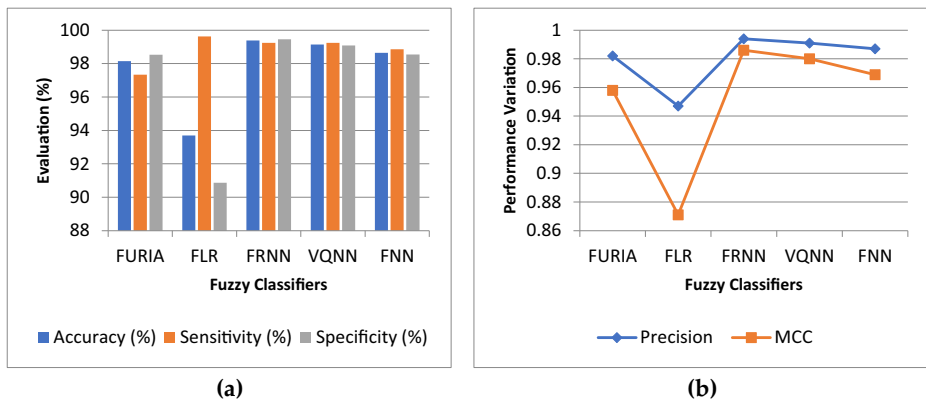 100
98
96
94
92
90
88
Evaluation (%)
FURIA FLR FRNN VQNN FNN
Fuzzy Classifiers
Accuracy (%) Sensitivity (%) Specificity (%)
(a)
1
0.98
0.96
0.94
0.92
0.9
0.88
0.86
Performance Variation
FURIA FLR FRNN VQNN FNN
Fuzzy Classifiers
Precision MCC
(b)